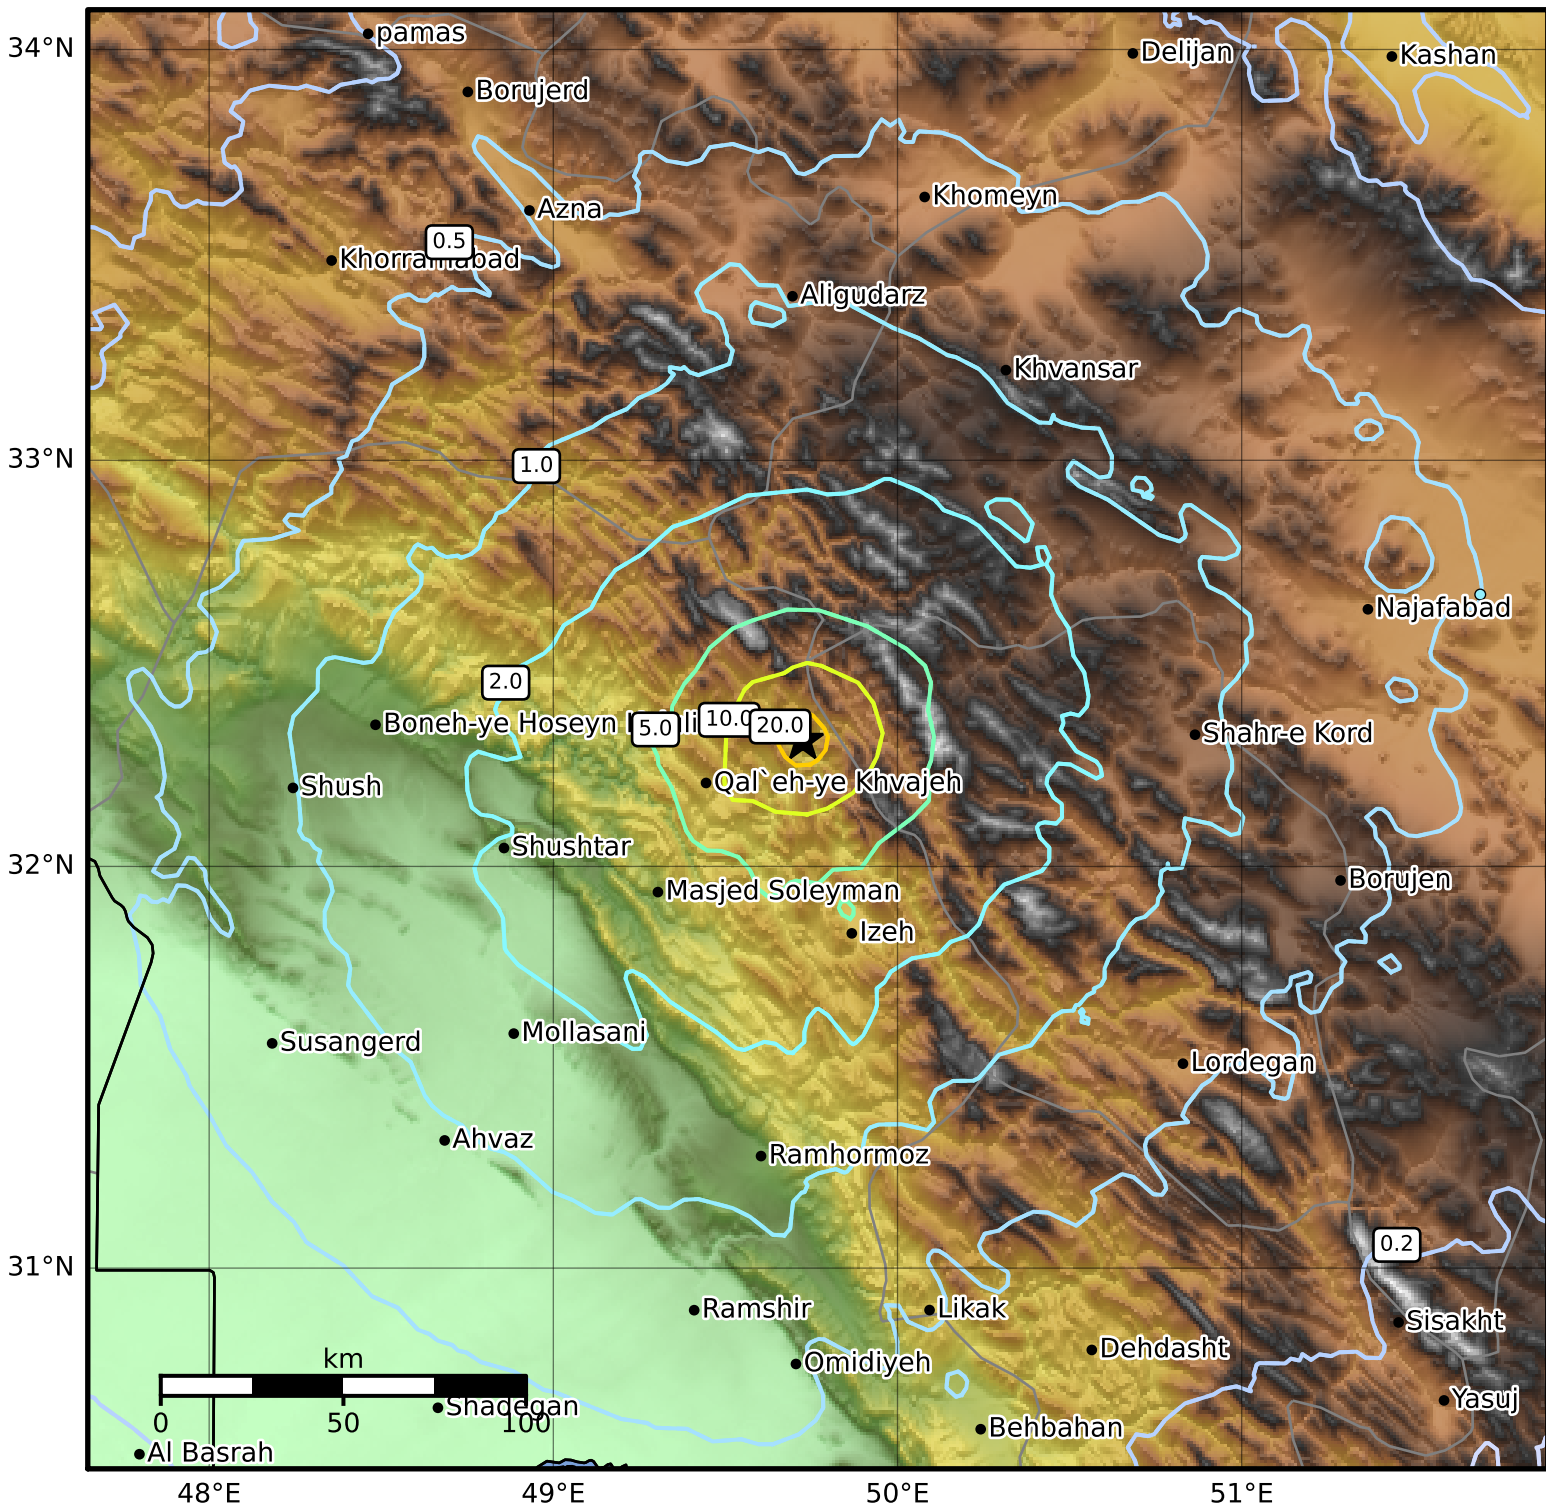 34°N
pamas
Delijan
Kashan
Borujerd
Khomeyn
Azna
0.5
Aligudarz
Khvansar
33°N
1.0
Najafabad
2.0
Boneh-ye Hoseyn
5.0
10.0
20.0
Shahr-e Kord
Qal`eh-ye Khvajeh
Shush
Shushtar
32°N
Masjed Soleyman
Borujen
Izeh
Susangerd
Mollasani
Lordegan
Ahvaz
Ramhormoz
31°N
0.2
Ramshir
Likak
Sisakht
Dehdasht
Omidiyeh
km
0
50
100
Shadegan
Yasuj
Behbahan
Al Basrah
48°E
49°E
50°E
51°E